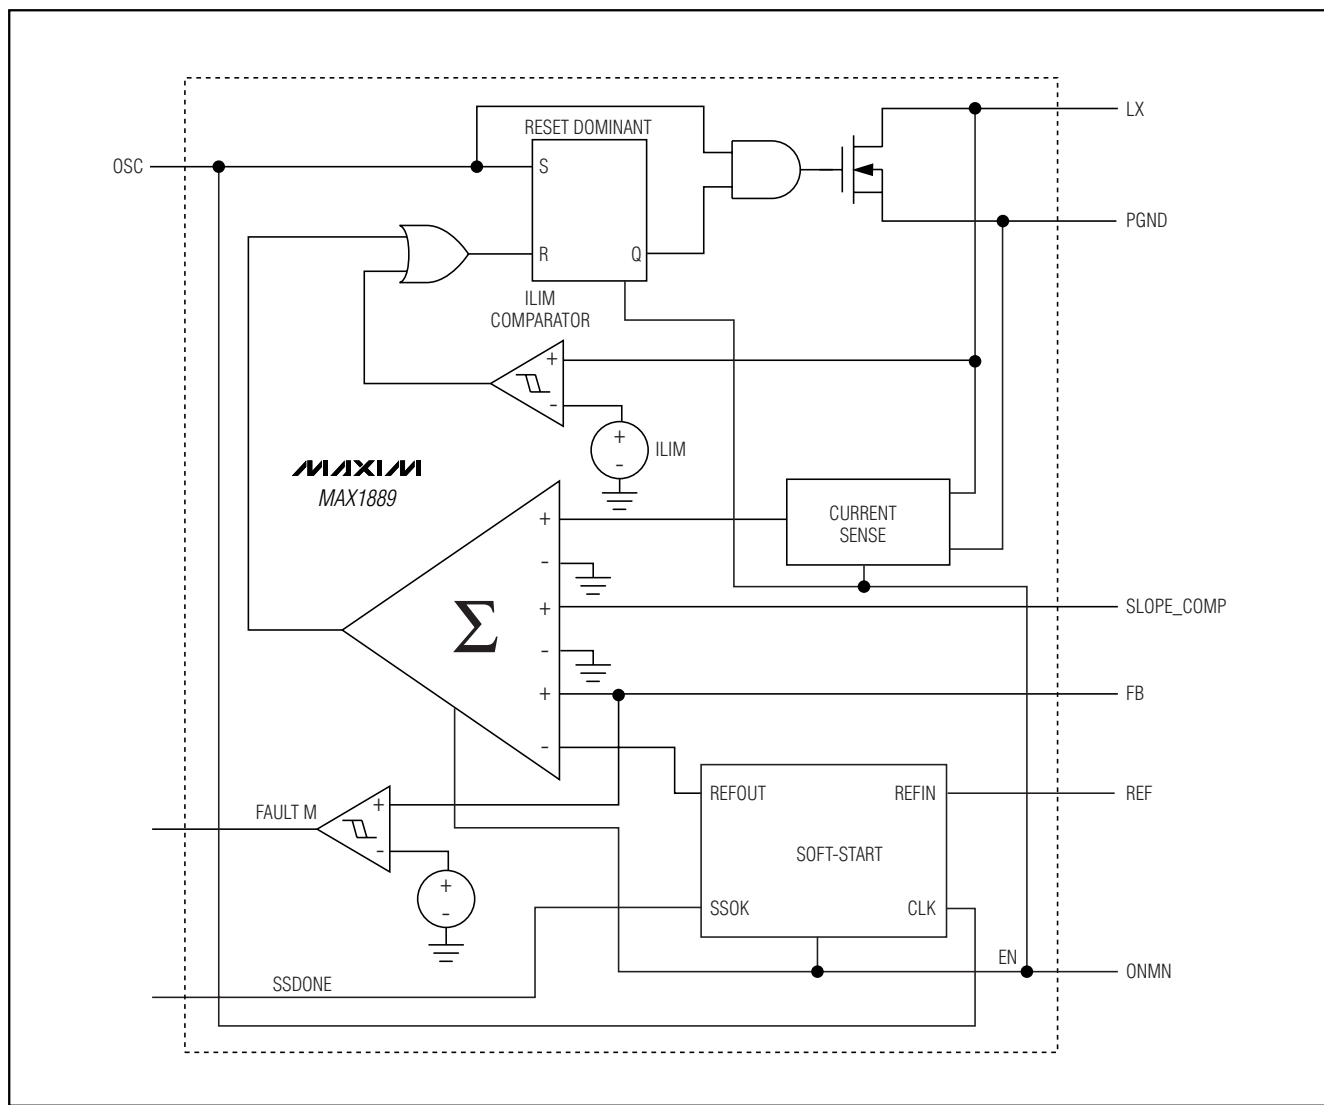 LX
RESET DOMINANT
OSC
S
PGND
R
Q
ILIM
COMPARATOR
+
-
+
-
ILIM
MAXIM
MAX1889
+
CURRENT
SENSE
-
+
SLOPE_COMP
Σ
-
+
FB
-
REFOUT
REFIN
REF
FAULT M
+
-
SOFT-START
+
-
SSOK
CLK
EN
ONMN
SSDONE